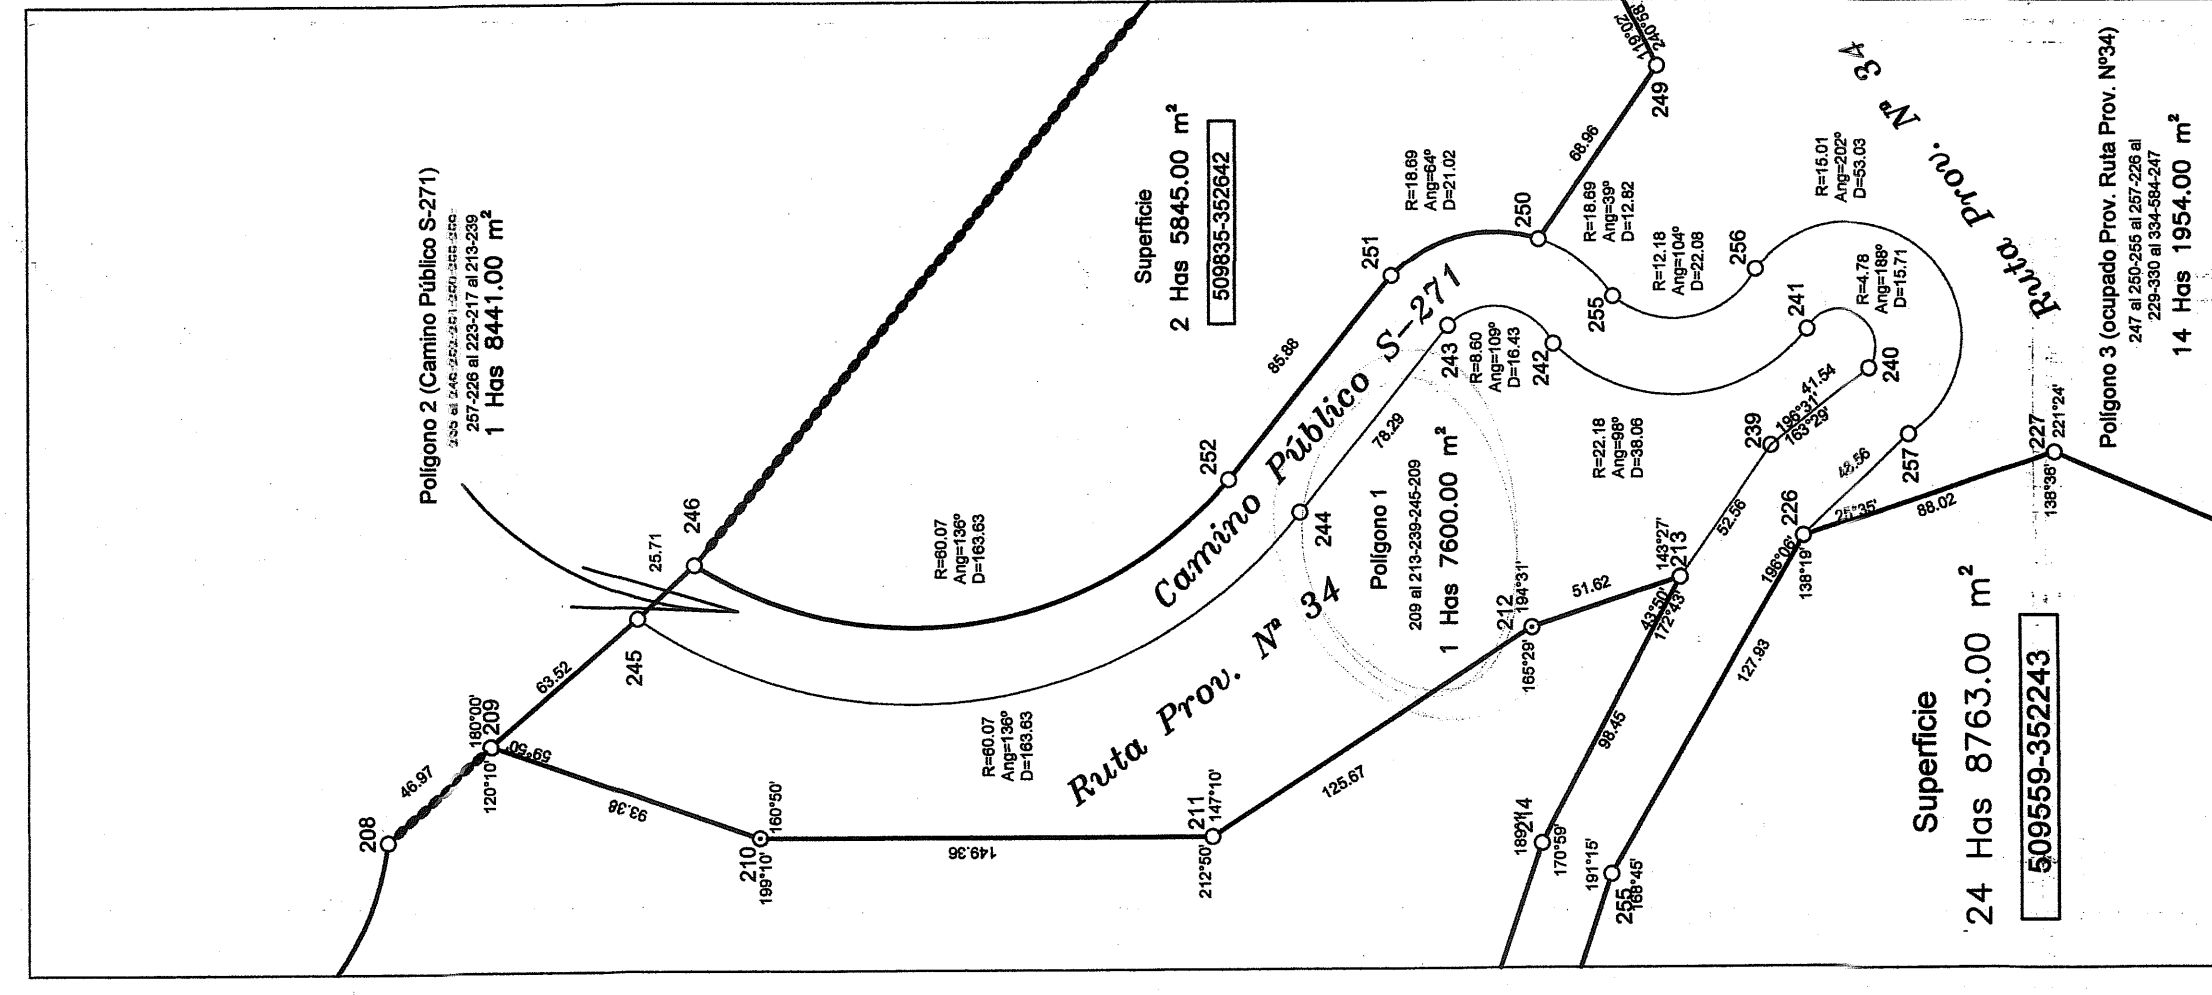 Polígono 2 (Camino Público S-271)
257-226 al 223-217 al 213-239
1 Has 8441.00 m²
Superficie
2 Has 5845.00 m²
509835-352642
119°02'
240°58'
249
68.96
250
R=18.69
Ang=64º
D=21.02
251
R=18.69
Ang=39º
D=12.82
R=12.18
Ang=104º
D=22.08
255
256
R=15.01
Ang=202º
D=53.03
R=4.78
Ang=188º
D=15.71
241
240
41.54
196°31'
163°29'
239
242
243
R=8.60
Ang=109º
D=16.43
R=22.18
Ang=98º
D=38.06
85.88
252
78.29
244
Camino Público S-271
Ruta Prov. Nº 34
Ruta Prov. Nº 34
246
25.71
245
63.52
R=60.07
Ang=136º
D=163.63
R=60.07
Ang=136º
D=163.63
208
46.97
209
180°00'
120°10'
59°50'
93.38
210
160°50'
199°10'
149.36
211
147°10'
212°50'
125.67
212
194°31'
165°29'
51.62
213
143°27'
43°50'
172°43'
52.56
98.45
214
170°59'
191°15'
255
168°45'
127.93
226
196°06'
138°19'
25°35'
48.56
257
88.02
227
221°24'
138°36'
Polígono 1
209 al 213-239-245-209
1 Has 7600.00 m²
Polígono 3 (ocupado Prov. Ruta Prov. Nº34)
247 al 250-255 al 257-226 al
229-330 al 334-584-247
14 Has 1954.00 m²
Superficie
24 Has 8763.00 m²
509559-352243